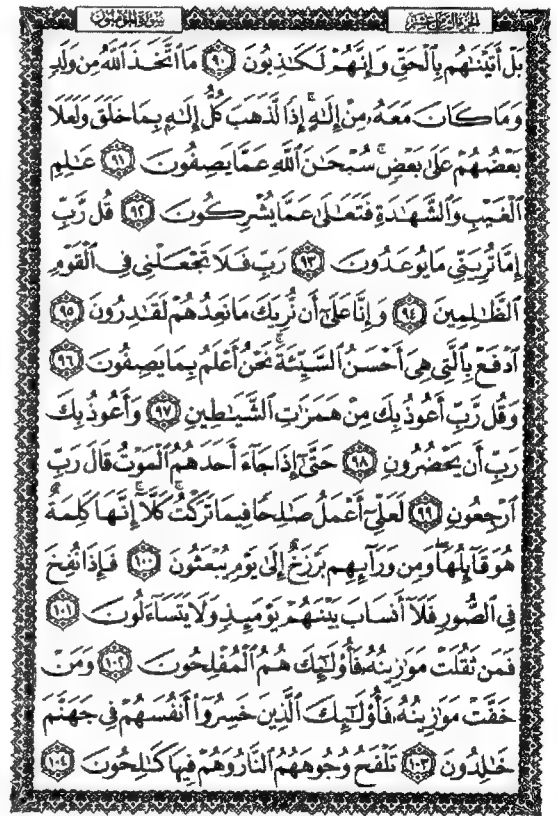 الجزء الثامن عشر
سورة المؤمنون
بَلْ أَتَيْنَٰهُم بِٱلْحَقِّ وَإِنَّهُمْ لَكَٰذِبُونَ ٩٠ مَا ٱتَّخَذَ ٱللَّهُ مِن وَلَدٍ
وَمَا كَانَ مَعَهُۥ مِنْ إِلَٰهٍ ۚ إِذًا لَّذَهَبَ كُلُّ إِلَٰهٍۭ بِمَا خَلَقَ وَلَعَلَا
بَعْضُهُمْ عَلَىٰ بَعْضٍ ۚ سُبْحَٰنَ ٱللَّهِ عَمَّا يَصِفُونَ ٩١ عَٰلِمِ
ٱلْغَيْبِ وَٱلشَّهَٰدَةِ فَتَعَٰلَىٰ عَمَّا يُشْرِكُونَ ٩٢ قُل رَّبِّ
إِمَّا تُرِيَنِّى مَا يُوعَدُونَ ٩٣ رَبِّ فَلَا تَجْعَلْنِى فِى ٱلْقَوْمِ
ٱلظَّٰلِمِينَ ٩٤ وَإِنَّا عَلَىٰٓ أَن نُّرِيَكَ مَا نَعِدُهُمْ لَقَٰدِرُونَ ٩٥
ٱدْفَعْ بِٱلَّتِى هِىَ أَحْسَنُ ٱلسَّيِّئَةَ ۚ نَحْنُ أَعْلَمُ بِمَا يَصِفُونَ ٩٦
وَقُل رَّبِّ أَعُوذُ بِكَ مِنْ هَمَزَٰتِ ٱلشَّيَٰطِينِ ٩٧ وَأَعُوذُ بِكَ
رَبِّ أَن يَحْضُرُونِ ٩٨ حَتَّىٰٓ إِذَا جَآءَ أَحَدَهُمُ ٱلْمَوْتُ قَالَ رَبِّ
ٱرْجِعُونِ ٩٩ لَعَلِّىٓ أَعْمَلُ صَٰلِحًا فِيمَا تَرَكْتُ ۚ كَلَّآ ۚ إِنَّهَا كَلِمَةٌ
هُوَ قَآئِلُهَا ۖ وَمِن وَرَآئِهِم بَرْزَخٌ إِلَىٰ يَوْمِ يُبْعَثُونَ ١٠٠ فَإِذَا نُفِخَ
فِى ٱلصُّورِ فَلَآ أَنسَابَ بَيْنَهُمْ يَوْمَئِذٍ وَلَا يَتَسَآءَلُونَ ١٠١
فَمَن ثَقُلَتْ مَوَٰزِينُهُۥ فَأُو۟لَٰٓئِكَ هُمُ ٱلْمُفْلِحُونَ ١٠٢ وَمَنْ
خَفَّتْ مَوَٰزِينُهُۥ فَأُو۟لَٰٓئِكَ ٱلَّذِينَ خَسِرُوٓا۟ أَنفُسَهُمْ فِى جَهَنَّمَ
خَٰلِدُونَ ١٠٣ تَلْفَحُ وُجُوهَهُمُ ٱلنَّارُ وَهُمْ فِيهَا كَٰلِحُونَ ١٠٤